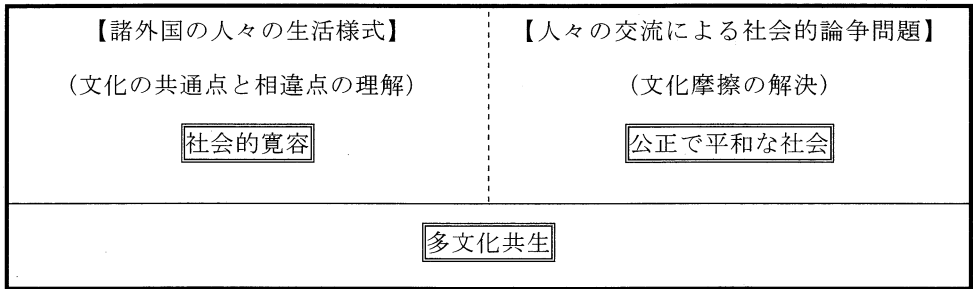 【諸外国の人々の生活様式】
(文化の共通点と相違点の理解)
社会的寛容
【人々の交流による社会的論争問題】
(文化摩擦の解決)
公正で平和な社会
多文化共生